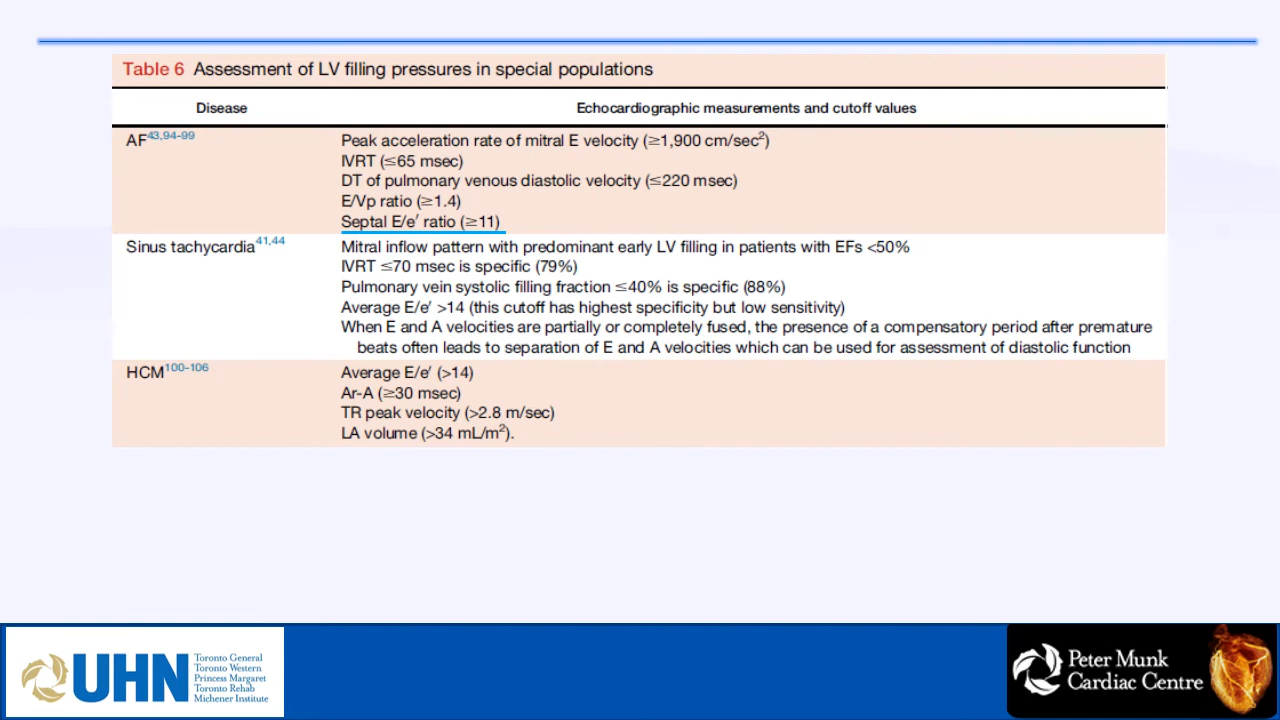 Table 6 Assessment of LV filling pressures in special populations
Disease Echocardiographic measurements and cutoff values
AF43,94-99 Peak acceleration rate of mitral E velocity (≥1,900 cm/sec2)
IVRT (≤65 msec)
DT of pulmonary venous diastolic velocity (≤220 msec)
E/Vp ratio (≥1.4)
Septal E/e′ ratio (≥11)
Sinus tachycardia41,44 Mitral inflow pattern with predominant early LV filling in patients with EFs <50%
IVRT ≤70 msec is specific (79%)
Pulmonary vein systolic filling fraction ≤40% is specific (88%)
Average E/e′ >14 (this cutoff has highest specificity but low sensitivity)
When E and A velocities are partially or completely fused, the presence of a compensatory period after premature
beats often leads to separation of E and A velocities which can be used for assessment of diastolic function
HCM100-106 Average E/e′ (>14)
Ar-A (≥30 msec)
TR peak velocity (>2.8 m/sec)
LA volume (>34 mL/m2).
UHN
Toronto General
Toronto Western
Princess Margaret
Toronto Rehab
Michener Institute
Peter Munk
Cardiac Centre